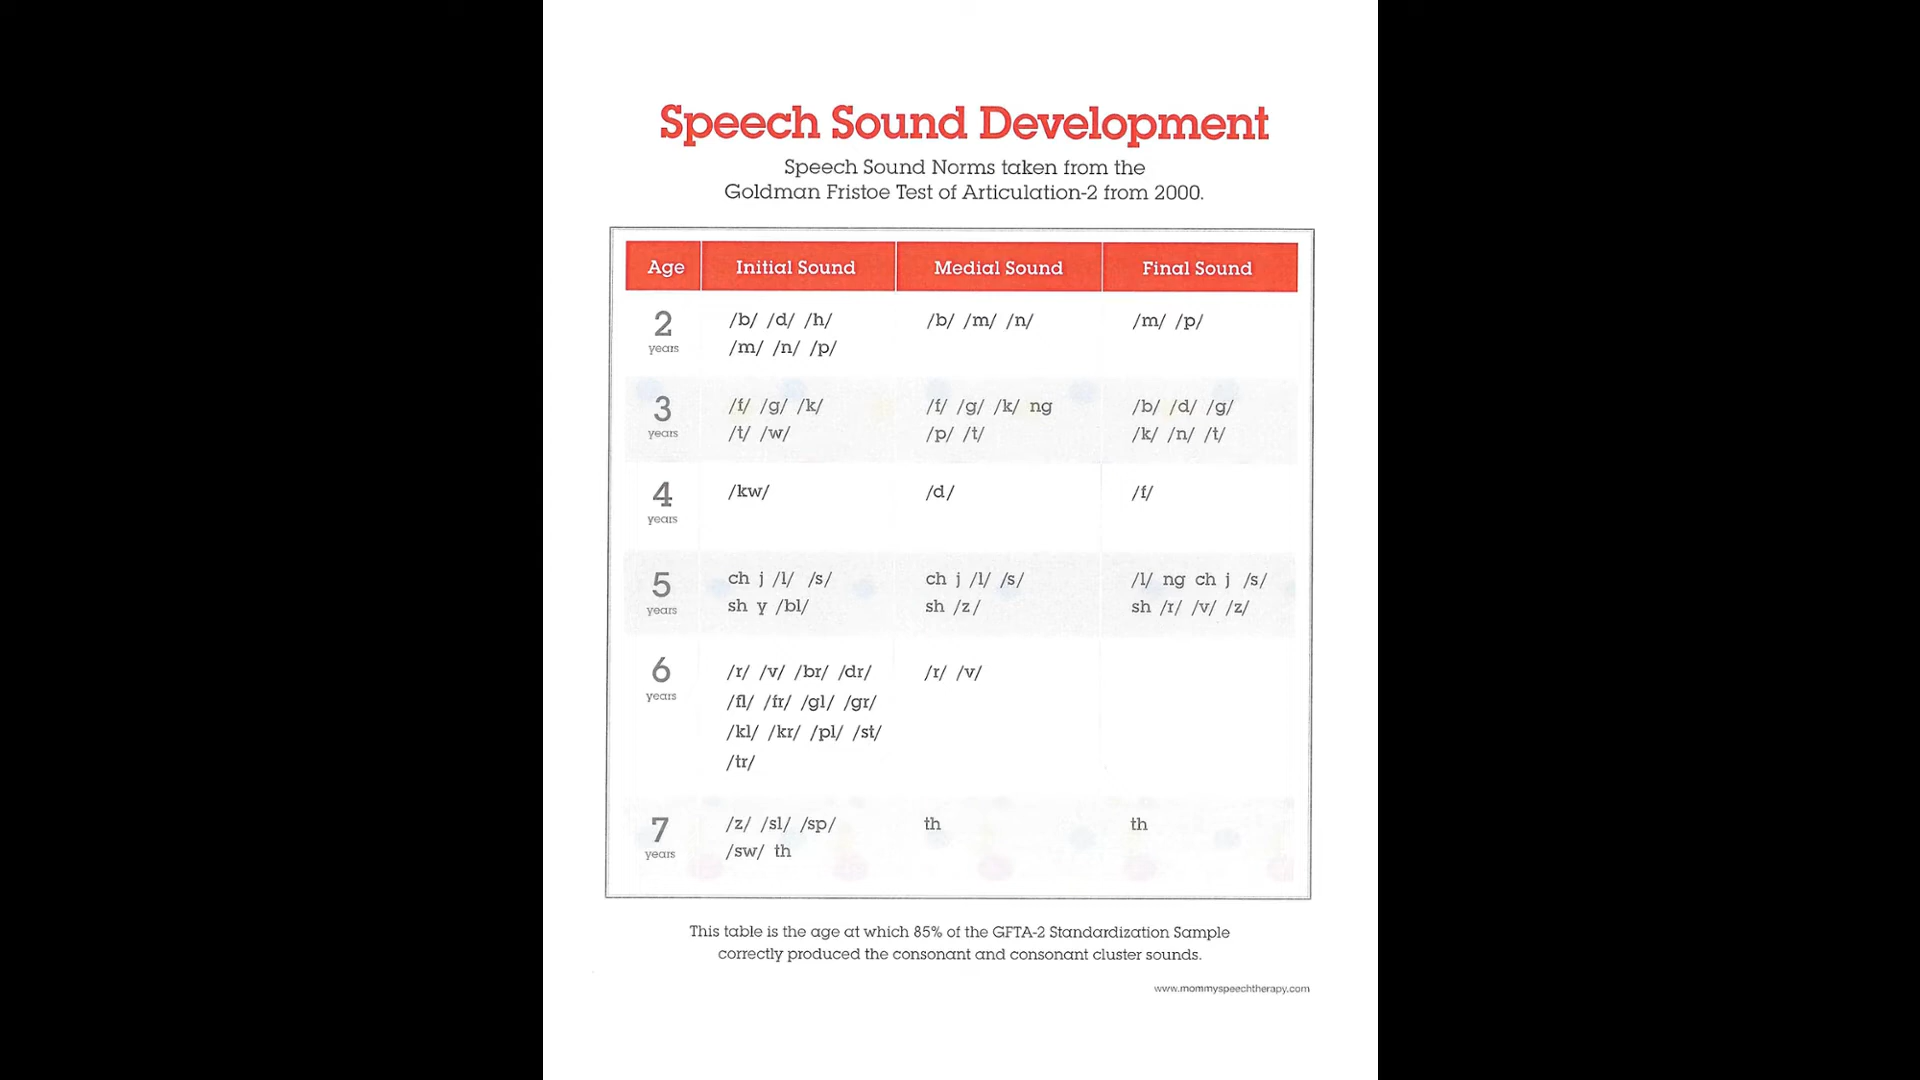 Speech Sound Development
Speech Sound Norms taken from the
Goldman Fristoe Test of Articulation-2 from 2000.
Age Initial Sound Medial Sound Final Sound
2 years /b/ /d/ /h/ /b/ /m/ /n/ /m/ /p/
/m/ /n/ /p/
3 years /f/ /g/ /k/ /f/ /g/ /k/ ng /b/ /d/ /g/
/t/ /w/ /p/ /t/ /k/ /n/ /t/
4 years /kw/ /d/ /f/
5 years ch j /l/ /s/ ch j /l/ /s/ /l/ ng ch j /s/
sh y /bl/ sh /z/ sh /r/ /v/ /z/
6 years /r/ /v/ /br/ /dr/ /r/ /v/
/fl/ /fr/ /gl/ /gr/
/kl/ /kr/ /pl/ /st/
/tr/
7 years /z/ /sl/ /sp/ th th
/sw/ th
This table is the age at which 85% of the GFTA-2 Standardization Sample
correctly produced the consonant and consonant cluster sounds.
www.mommyspeechtherapy.com